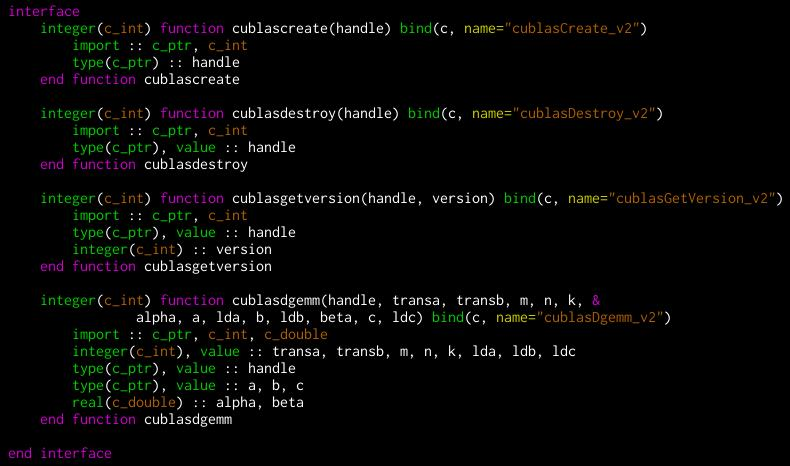 interface
    integer(c_int) function cublascreate(handle) bind(c, name="cublasCreate_v2")
        import :: c_ptr, c_int
        type(c_ptr) :: handle
    end function cublascreate

    integer(c_int) function cublasdestroy(handle) bind(c, name="cublasDestroy_v2")
        import :: c_ptr, c_int
        type(c_ptr), value :: handle
    end function cublasdestroy

    integer(c_int) function cublasgetversion(handle, version) bind(c, name="cublasGetVersion_v2")
        import :: c_ptr, c_int
        type(c_ptr), value :: handle
        integer(c_int) :: version
    end function cublasgetversion

    integer(c_int) function cublasdgemm(handle, transa, transb, m, n, k, &
                alpha, a, lda, b, ldb, beta, c, ldc) bind(c, name="cublasDgemm_v2")
        import :: c_ptr, c_int, c_double
        integer(c_int), value :: transa, transb, m, n, k, lda, ldb, ldc
        type(c_ptr), value :: handle
        type(c_ptr), value :: a, b, c
        real(c_double) :: alpha, beta
    end function cublasdgemm

end interface